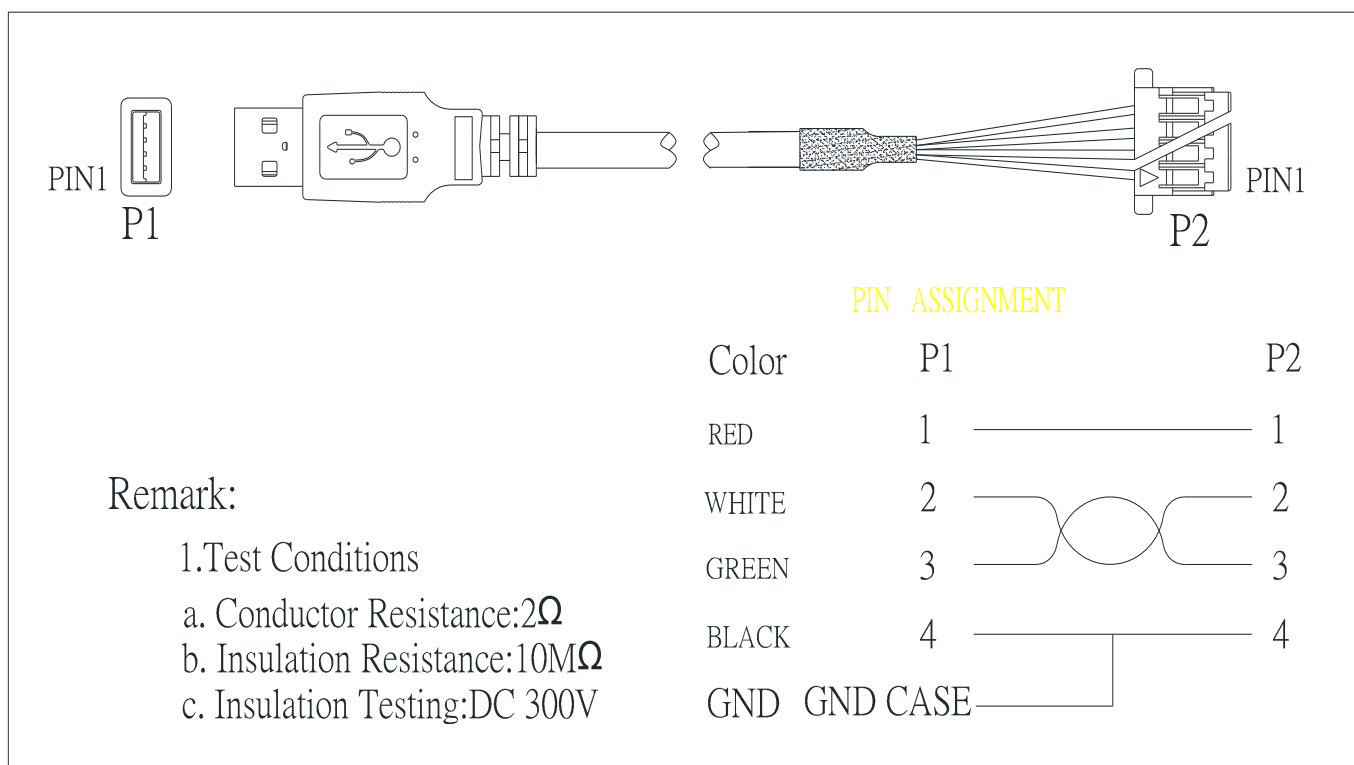 PIN1
P1
PIN1
P2
PIN ASSIGNMENT
Color P1 P2
RED 1 1
WHITE 2 2
GREEN 3 3
BLACK 4 4
GND GND CASE
Remark:
1.Test Conditions
a. Conductor Resistance:2Ω
b. Insulation Resistance:10MΩ
c. Insulation Testing:DC 300V